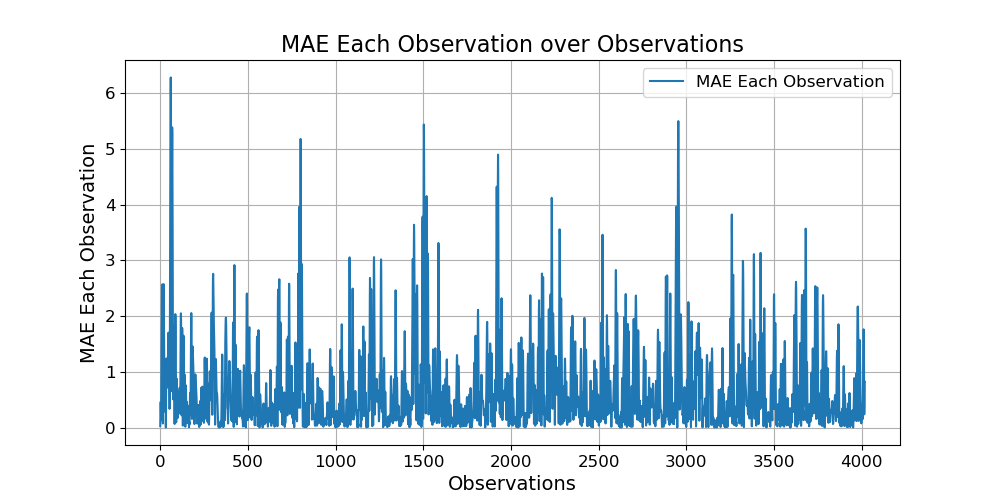 MAE Each Observation over Observations
MAE Each Observation
MAE Each Observation
6
5
4
3
2
1
0
0 500 1000 1500 2000 2500 3000 3500 4000
Observations